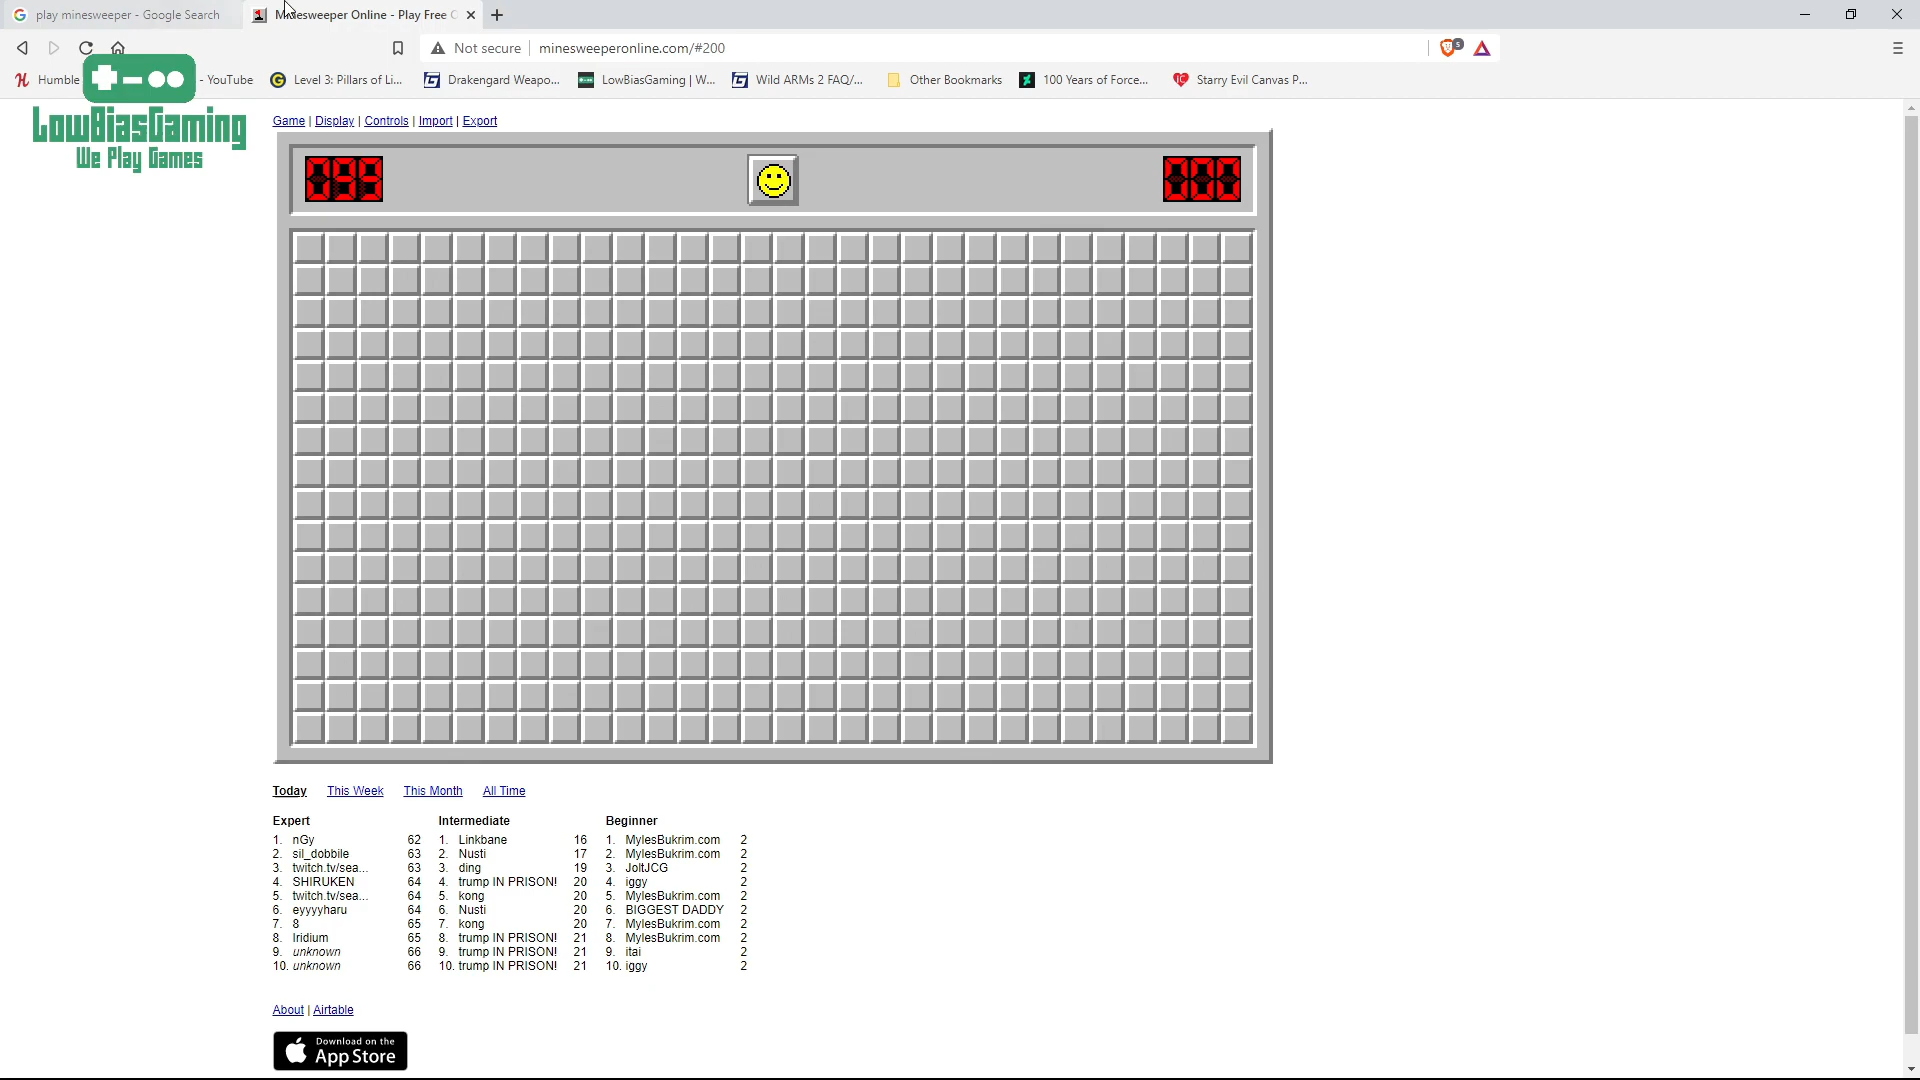 play minesweeper - Google Search
Minesweeper Online - Play Free
Not secure
minesweeperonline.com/#200
5
Humble
- YouTube
Level 3: Pillars of Li...
Drakengard Weapo...
LowBiasGaming | W...
Wild ARMs 2 FAQ/...
Other Bookmarks
100 Years of Force...
Starry Evil Canvas P...
LowBiasGaming
We Play Games
Game | Display | Controls | Import | Export
Today This Week This Month All Time
Expert Intermediate Beginner
1. nGy 62 1. Linkbane 16 1. MylesBukrim.com 2
2. sil_dobbile 63 2. Nusti 17 2. MylesBukrim.com 2
3. twitch.tv/sea... 63 3. ding 19 3. JoltJCG 2
4. SHIRUKEN 64 4. trump IN PRISON! 20 4. iggy 2
5. twitch.tv/sea... 64 5. kong 20 5. MylesBukrim.com 2
6. eyyyyharu 64 6. Nusti 20 6. BIGGEST DADDY 2
7. 8 65 7. kong 20 7. MylesBukrim.com 2
8. Iridium 65 8. trump IN PRISON! 21 8. MylesBukrim.com 2
9. unknown 66 9. trump IN PRISON! 21 9. itai 2
10. unknown 66 10. trump IN PRISON! 21 10. iggy 2
About | Airtable
Download on the
App Store